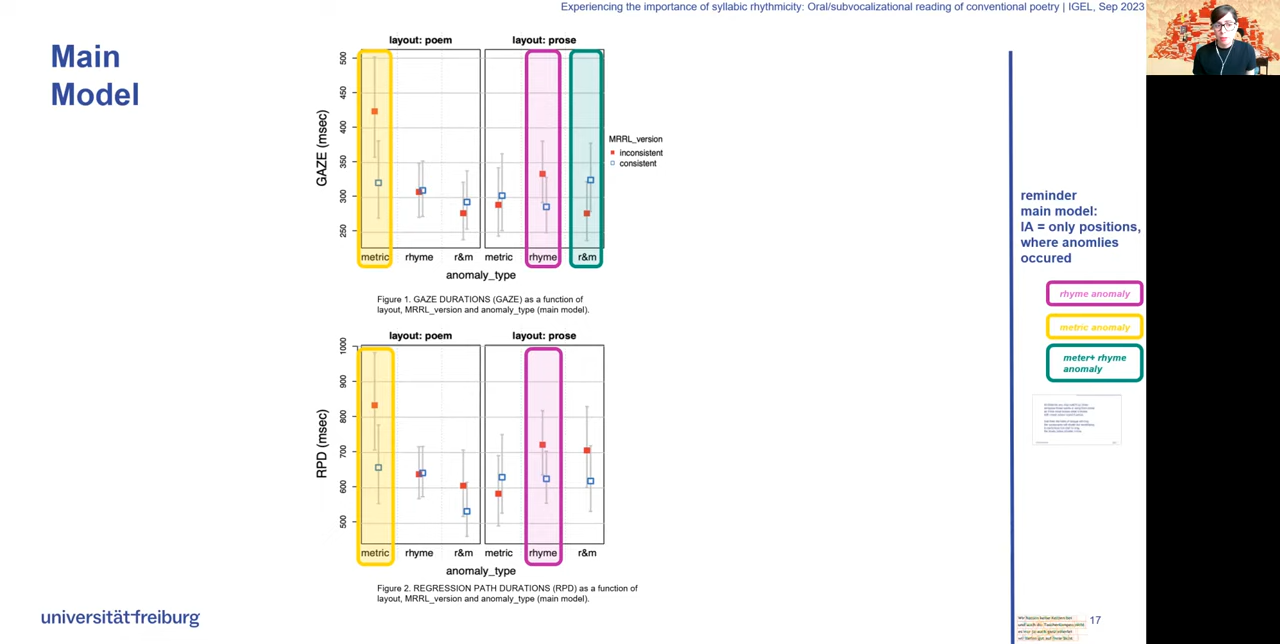 Experiencing the importance of syllabic rhythmicity: Oral/subvocalizational reading of conventional poetry | IGEL, Sep 2023
Main
Model
layout: poem
layout: prose
500
450
400
350
300
250
GAZE (msec)
metric
rhyme
r&m
metric
rhyme
r&m
anomaly_type
MRRL_version
inconsistent
consistent
Figure 1. GAZE DURATIONS (GAZE) as a function of
layout, MRRL_version and anomaly_type (main model).
layout: poem
layout: prose
1000
900
800
700
600
500
RPD (msec)
metric
rhyme
r&m
metric
rhyme
r&m
anomaly_type
Figure 2. REGRESSION PATH DURATIONS (RPD) as a function of
layout, MRRL_version and anomaly_type (main model).
reminder
main model:
IA = only positions,
where anomlies
occured
rhyme anomaly
metric anomaly
meter+ rhyme
anomaly
universität freiburg
17